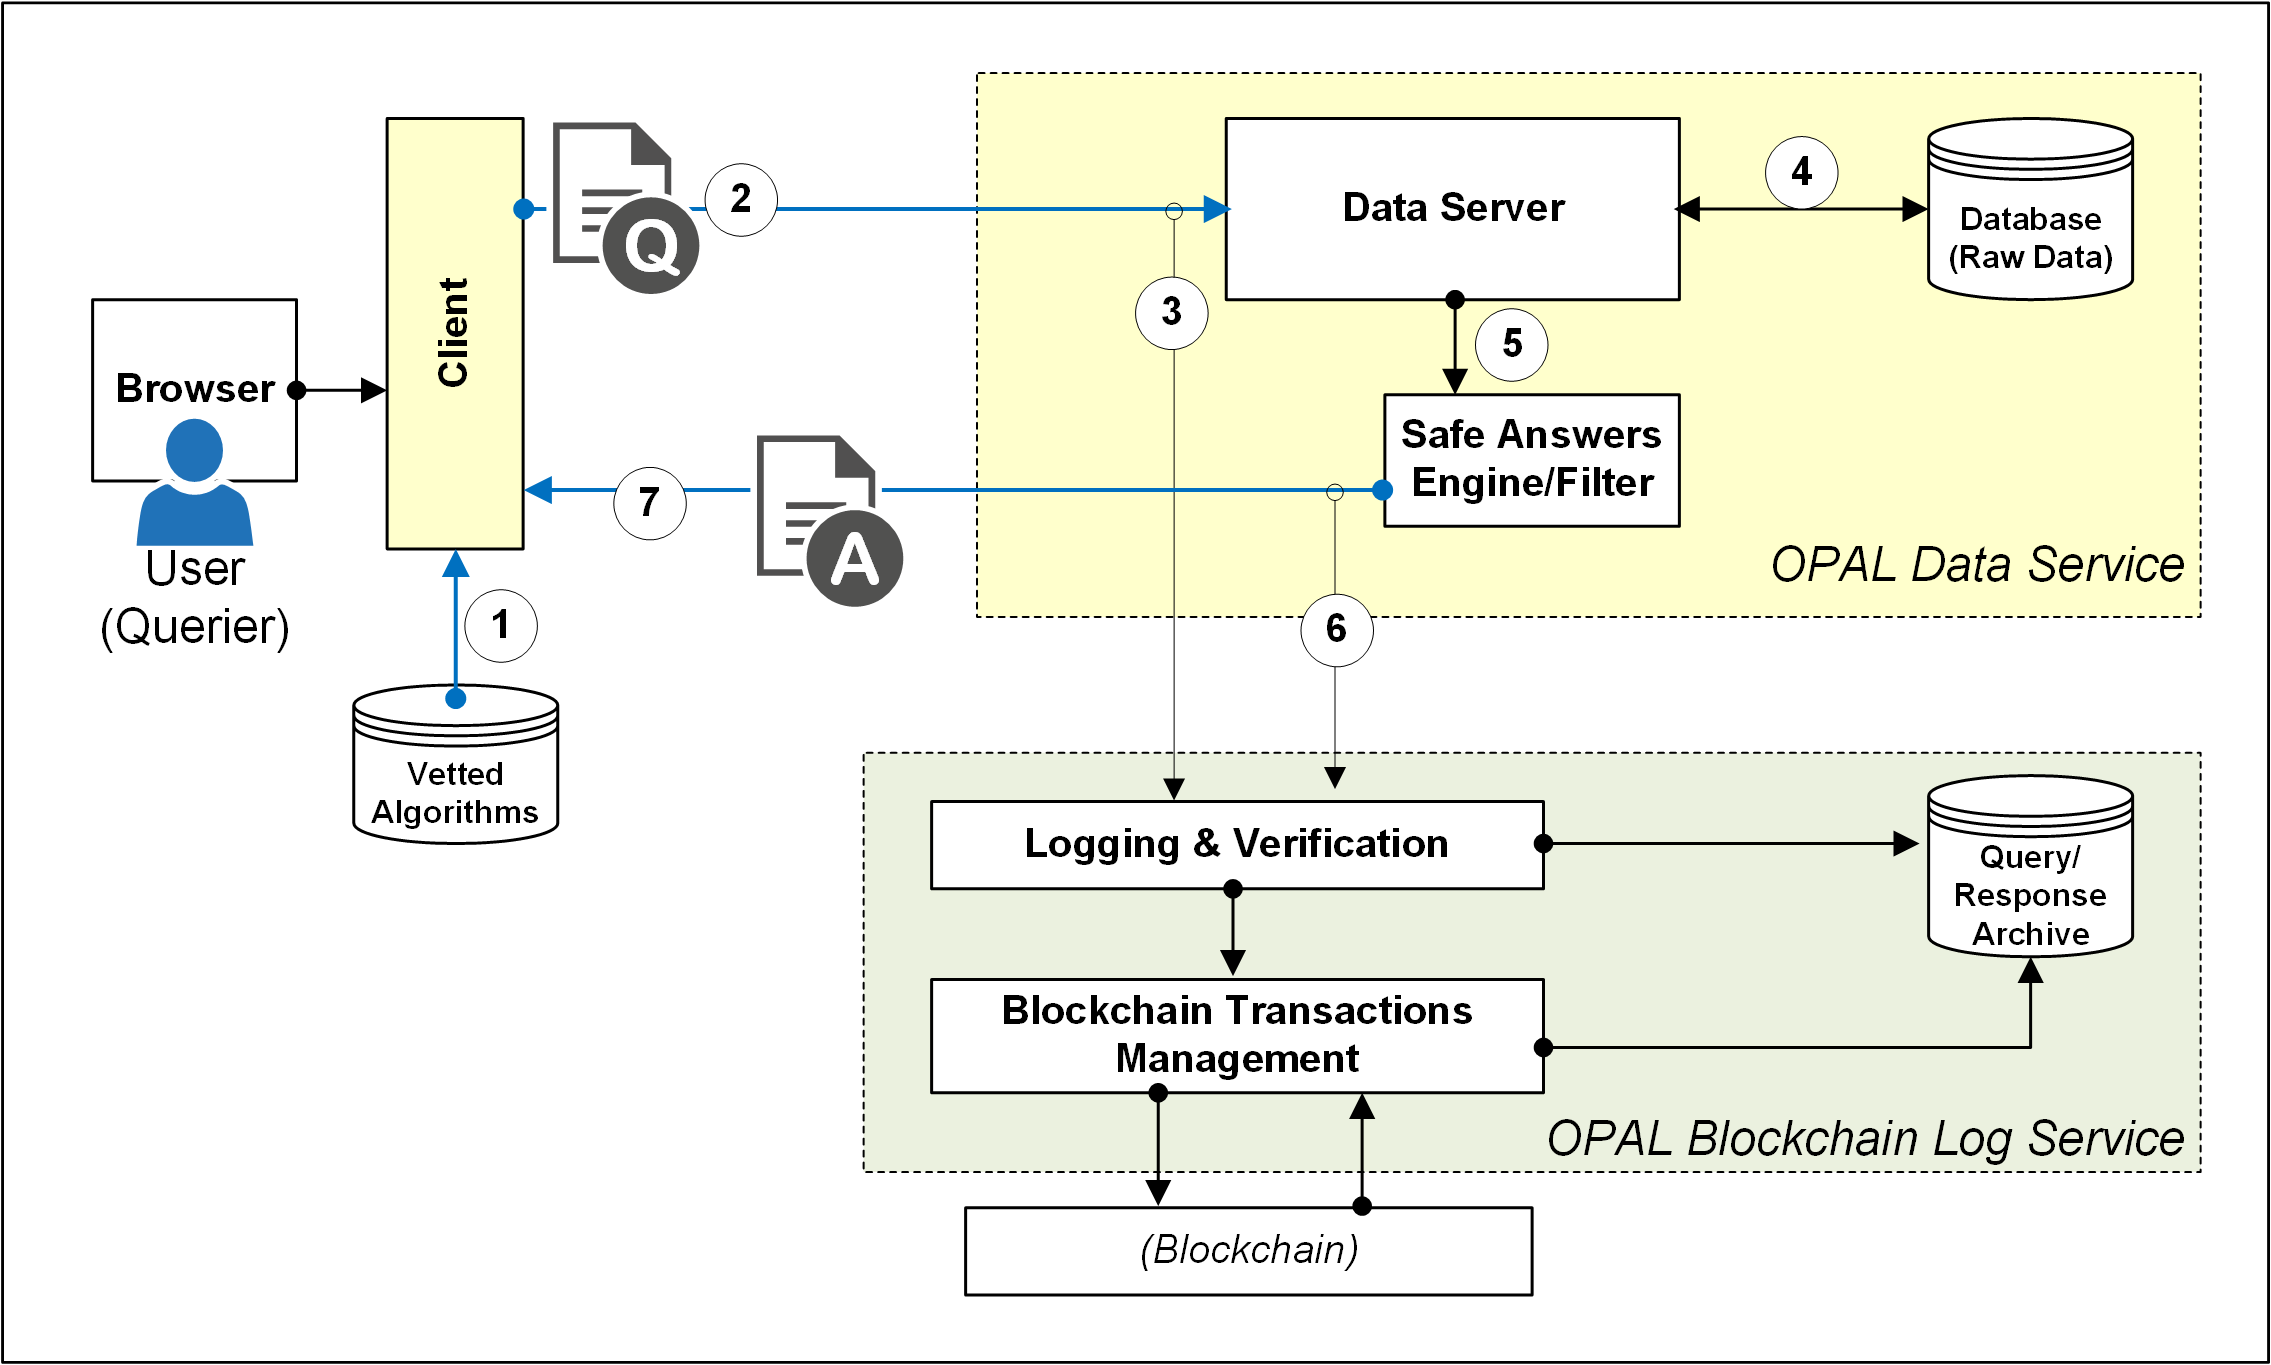 Q
2
Data Server
4
Database
(Raw Data)
3
Client
5
Browser
Safe Answers
Engine/Filter
7
A
OPAL Data Service
User
(Querier)
1
6
Vetted
Algorithms
Logging & Verification
Query/
Response
Archive
Blockchain Transactions
Management
OPAL Blockchain Log Service
(Blockchain)